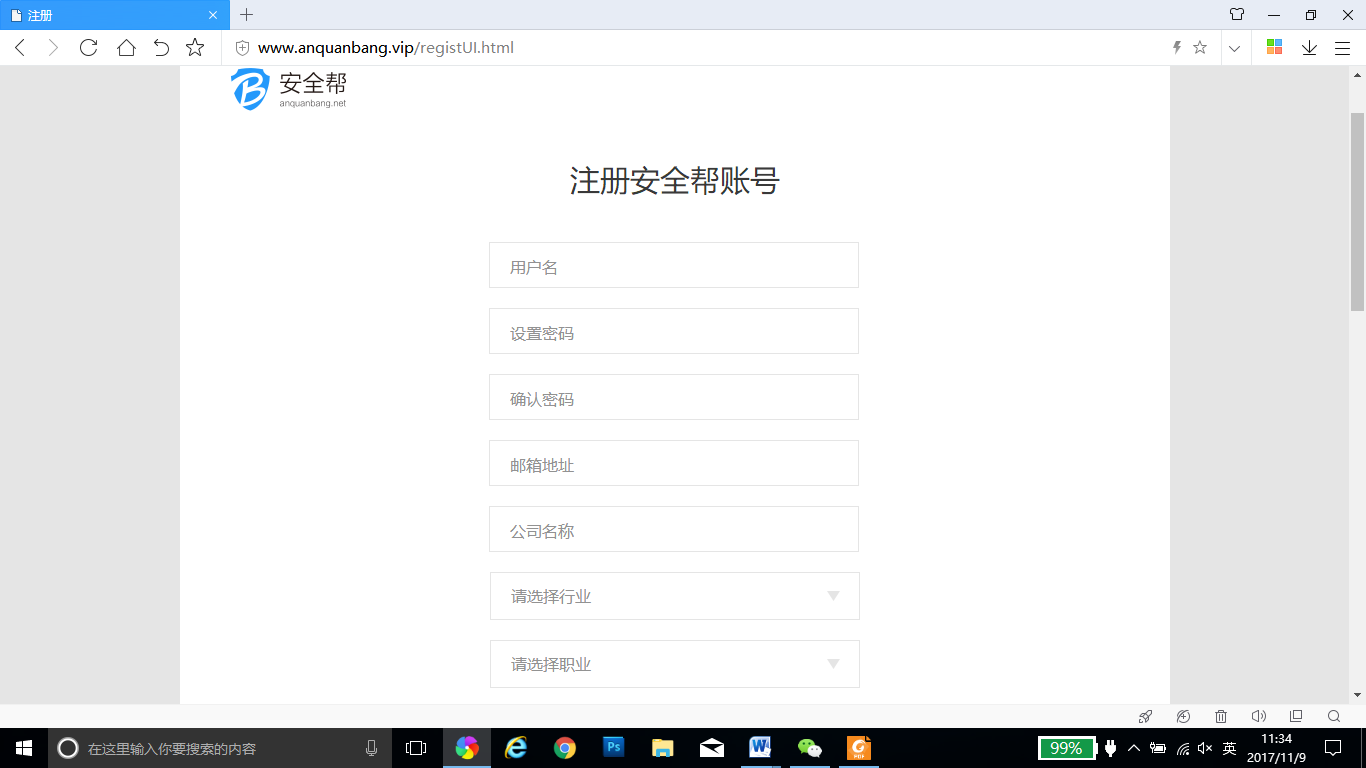 注册
www.anquanbang.vip/registUI.html
安全帮
anquanbang.net
注册安全帮账号
用户名
设置密码
确认密码
邮箱地址
公司名称
请选择行业
请选择职业
在这里输入你要搜索的内容
Ps
W
PDF
99%
英
11:34
2017/11/9